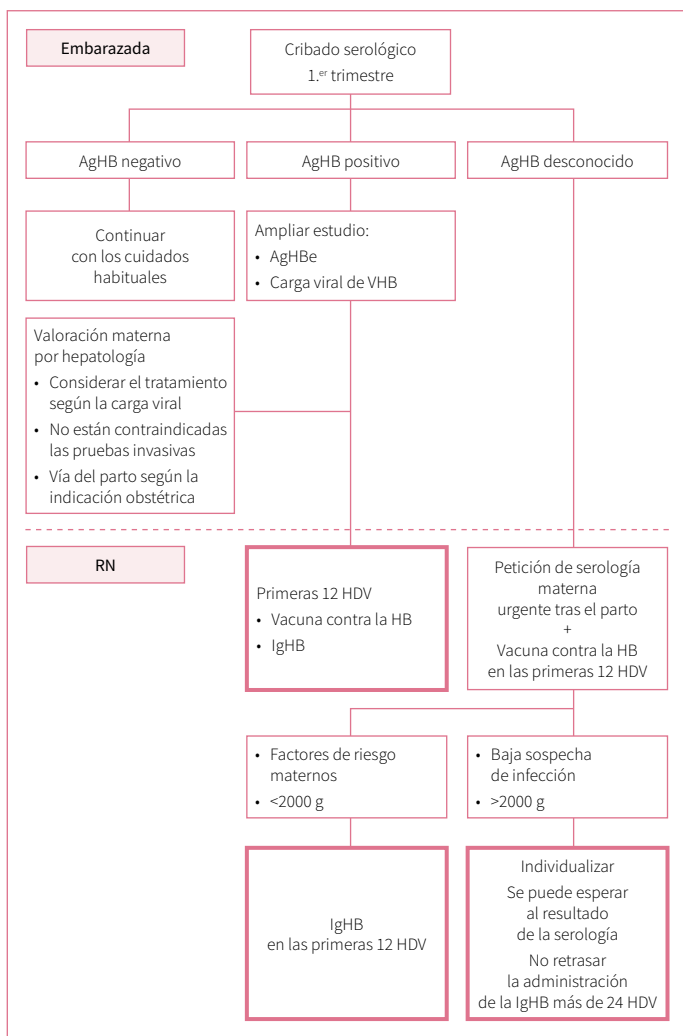 Embarazada
Cribado serológico
1.er trimestre
AgHB negativo
AgHB positivo
AgHB desconocido
Continuar
con los cuidados
habituales
Ampliar estudio:
• AgHBe
• Carga viral de VHB
Valoración materna
por hepatología
• Considerar el tratamiento
según la carga viral
• No están contraindicadas
las pruebas invasivas
• Vía del parto según la
indicación obstétrica
RN
Primeras 12 HDV
• Vacuna contra la HB
• IgHB
Petición de serología
materna
urgente tras el parto
+
Vacuna contra la HB
en las primeras 12 HDV
• Factores de riesgo
maternos
• <2000 g
• Baja sospecha
de infección
• >2000 g
IgHB
en las primeras 12 HDV
Individualizar
Se puede esperar
al resultado
de la serología
No retrasar
la administración
de la IgHB más de 24 HDV